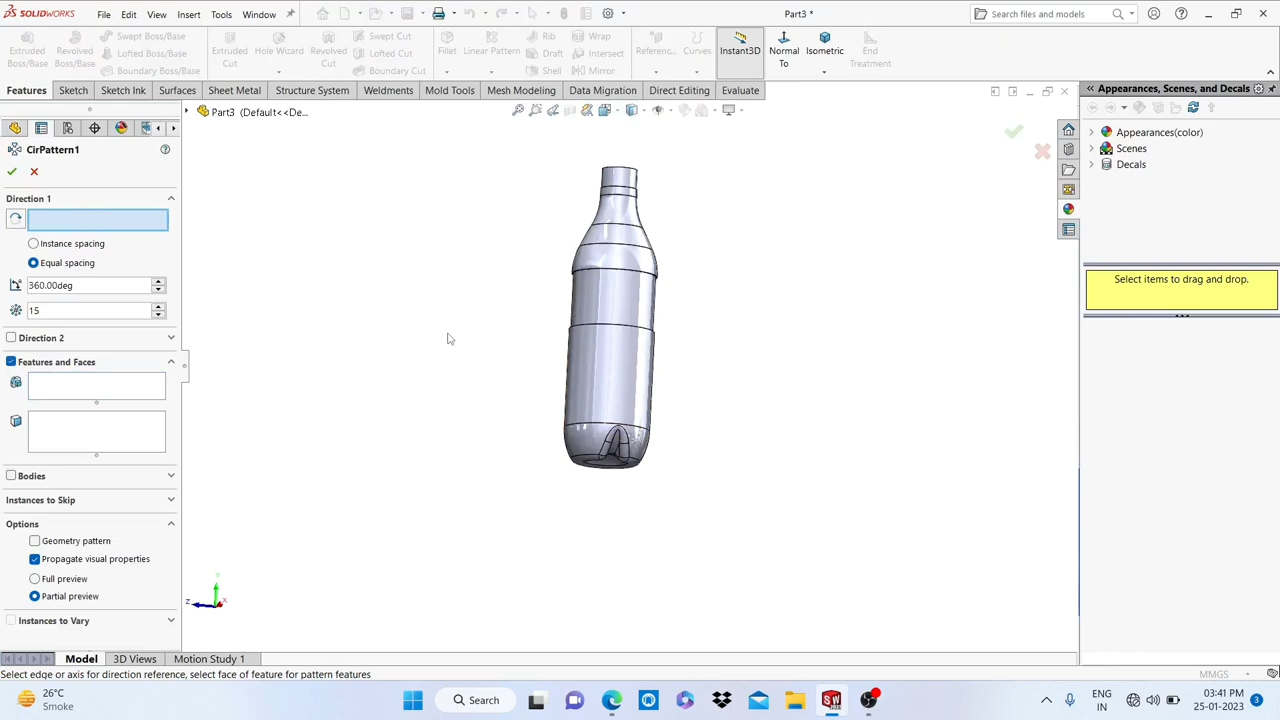 SOLIDWORKS File Edit View Insert Tools Window Part3 * Search files and models
Extruded Boss/Base Revolved Boss/Base Swept Boss/Base Lofted Boss/Base Boundary Boss/Base Extruded Cut Hole Wizard Revolved Cut Swept Cut Lofted Cut Boundary Cut Fillet Linear Pattern Rib Draft Shell Wrap Intersect Mirror Referenc... Curves Instant3D Normal To Isometric End Treatment
Features Sketch Sketch Ink Surfaces Sheet Metal Structure System Weldments Mold Tools Mesh Modeling Data Migration Direct Editing Evaluate
Appearances, Scenes, and Decals
Part3 (Default<<De...
Appearances(color)
Scenes
Decals
Select items to drag and drop.
CirPattern1
Direction 1
Instance spacing
Equal spacing
360.00deg
15
Direction 2
Features and Faces
Bodies
Instances to Skip
Options
Geometry pattern
Propagate visual properties
Full preview
Partial preview
Instances to Vary
Y
Z X
Model 3D Views Motion Study 1
Select edge or axis for direction reference, select face of feature for pattern features MMGS
26°C
Smoke
Search
ENG
IN
03:41 PM
25-01-2023
3